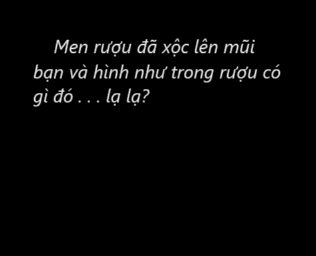 Men rượu đã xộc lên mũi
bạn và hình như trong rượu có
gì đó . . . lạ lạ?